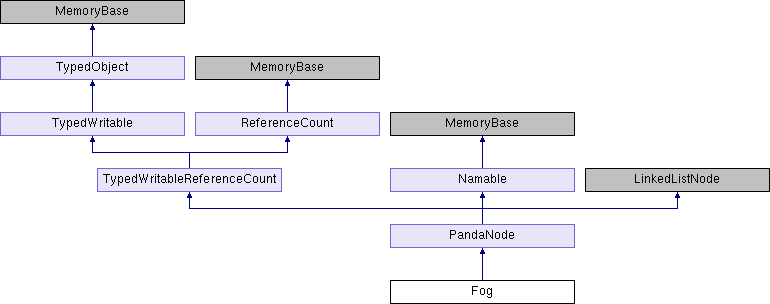 MemoryBase
TypedObject
MemoryBase
TypedWritable
ReferenceCount
MemoryBase
TypedWritableReferenceCount
Namable
LinkedListNode
PandaNode
Fog